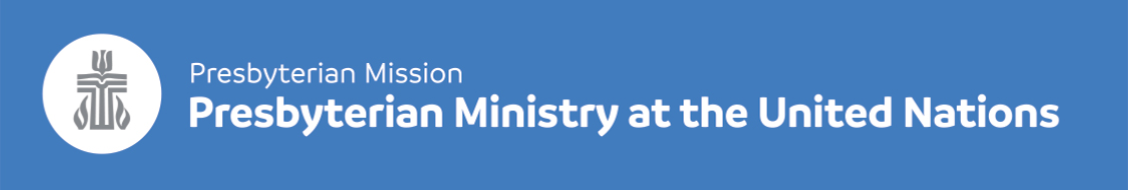 Presbyterian Mission
Presbyterian Ministry at the United Nations